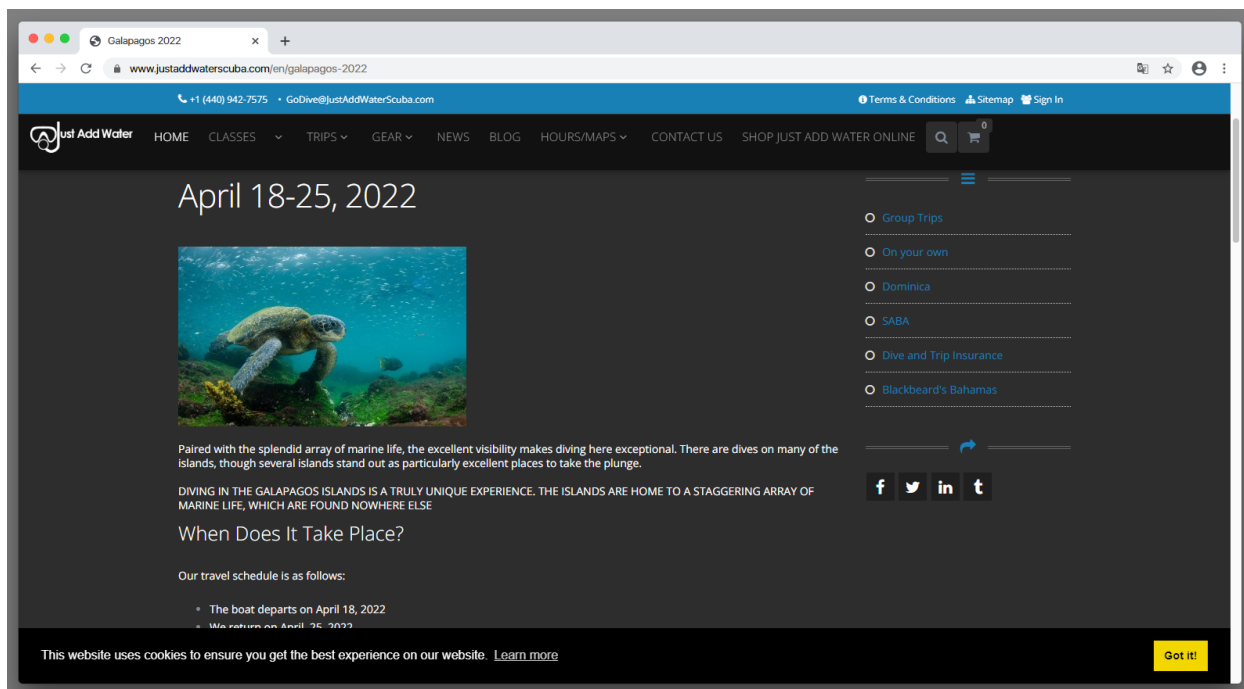 Galapagos 2022
www.justaddwaterscuba.com/en/galapagos-2022
+1 (440) 942-7575 • GoDive@JustAddWaterScuba.com
Terms & Conditions Sitemap Sign In
Just Add Water HOME CLASSES TRIPS GEAR NEWS BLOG HOURS/MAPS CONTACT US SHOP JUST ADD WATER ONLINE 0
April 18-25, 2022
Paired with the splendid array of marine life, the excellent visibility makes diving here exceptional. There are dives on many of the
islands, though several islands stand out as particularly excellent places to take the plunge.
DIVING IN THE GALAPAGOS ISLANDS IS A TRULY UNIQUE EXPERIENCE. THE ISLANDS ARE HOME TO A STAGGERING ARRAY OF
MARINE LIFE, WHICH ARE FOUND NOWHERE ELSE
When Does It Take Place?
Our travel schedule is as follows:
The boat departs on April 18, 2022
We return on April, 25, 2022
Group Trips
On your own
Dominica
SABA
Dive and Trip Insurance
Blackbeard's Bahamas
This website uses cookies to ensure you get the best experience on our website. Learn more
Got it!